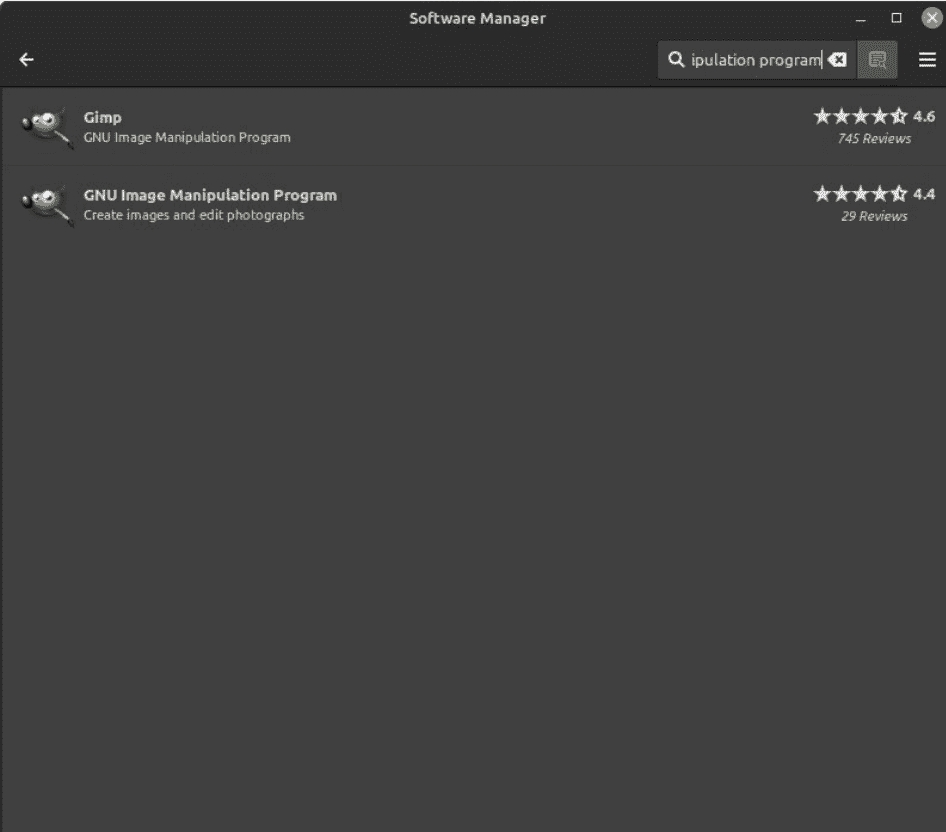 Software Manager
ipulation program
Gimp
GNU Image Manipulation Program
4.6
745 Reviews
GNU Image Manipulation Program
Create images and edit photographs
4.4
29 Reviews